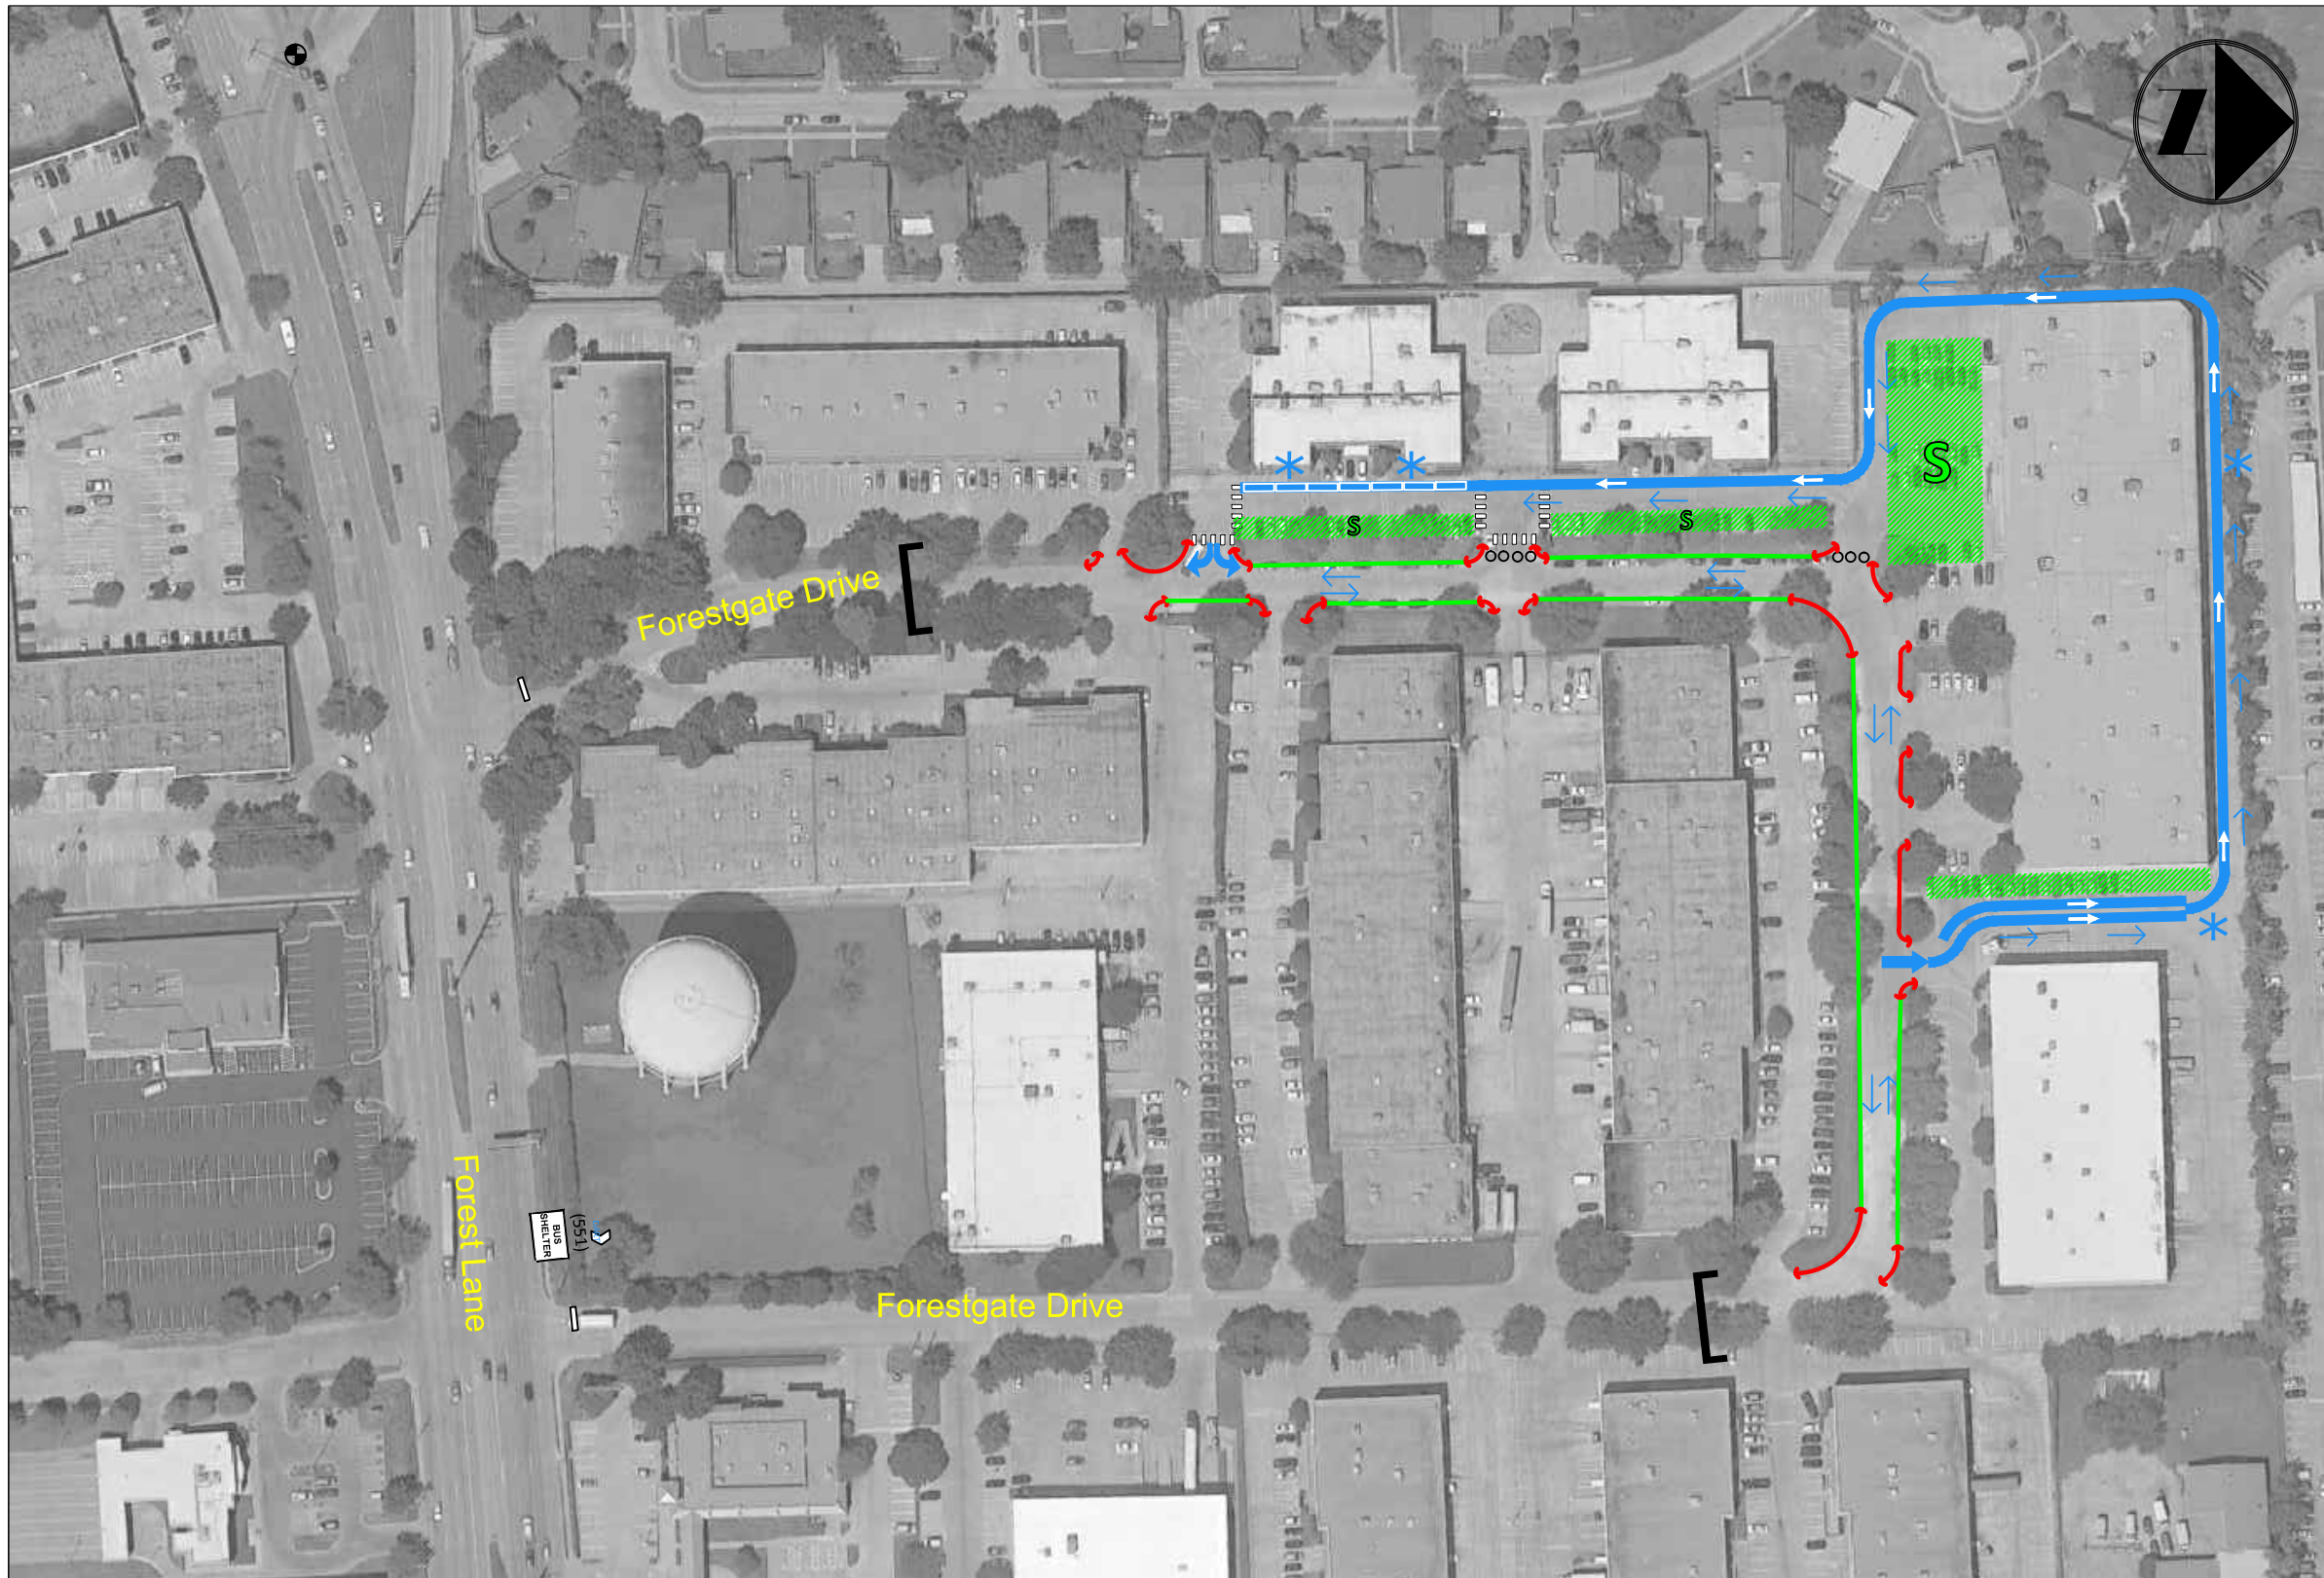 N
S
S
S
Forestgate Drive
Forest Lane
BUS
SHELTER
(551)
Forestgate Drive